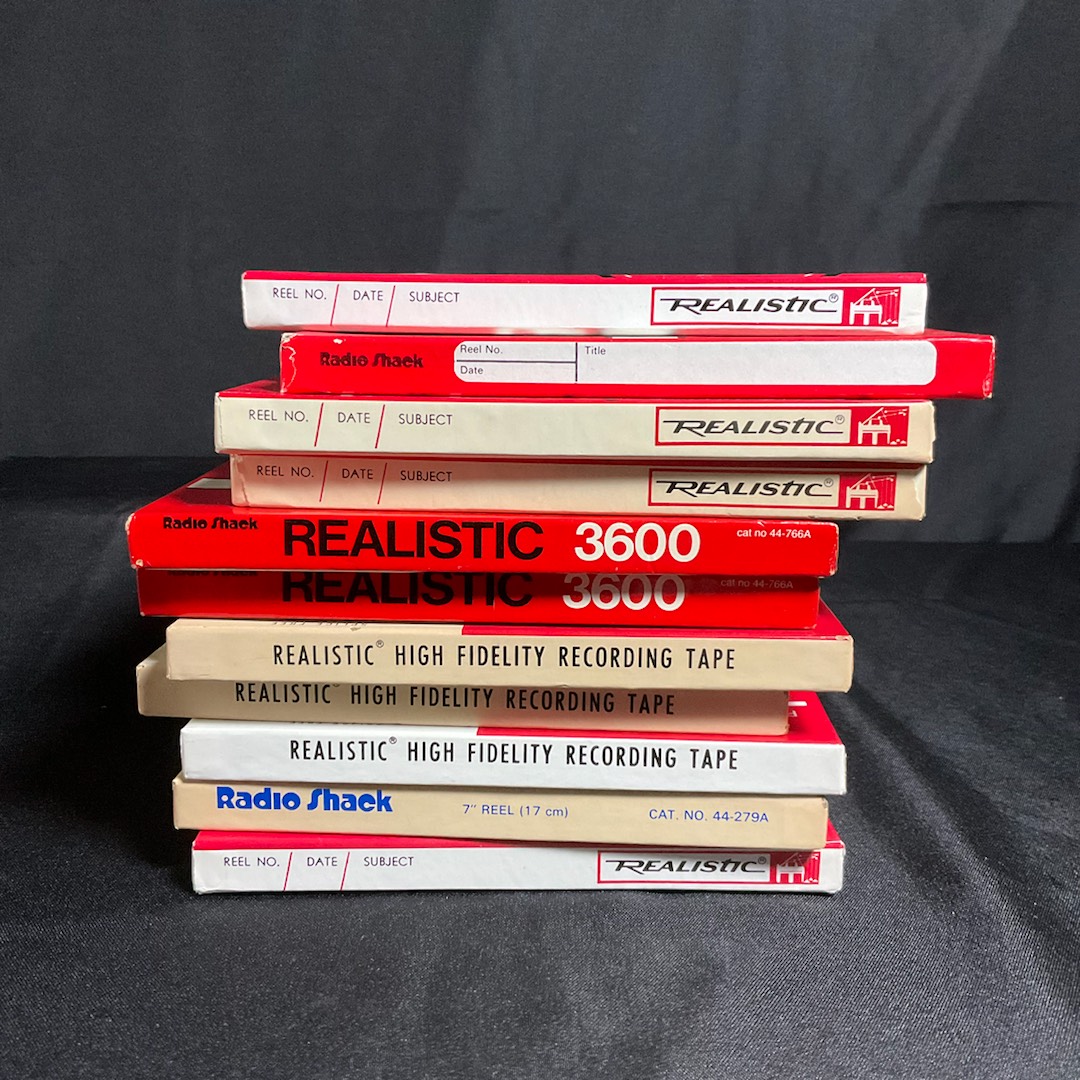 REEL NO. DATE SUBJECT REALISTIC®
Radio Shack Reel No. Title
Date
REEL NO. DATE SUBJECT REALISTIC®
REEL NO. DATE SUBJECT REALISTIC®
Radio Shack REALISTIC 3600 cat no 44-766A
Radio Shack REALISTIC 3600 cat no 44-766A
REALISTIC® HIGH FIDELITY RECORDING TAPE
REALISTIC HIGH FIDELITY RECORDING TAPE
REALISTIC® HIGH FIDELITY RECORDING TAPE
Radio Shack 7" REEL (17 cm) CAT. NO. 44-279A
REEL NO. DATE SUBJECT REALISTIC®